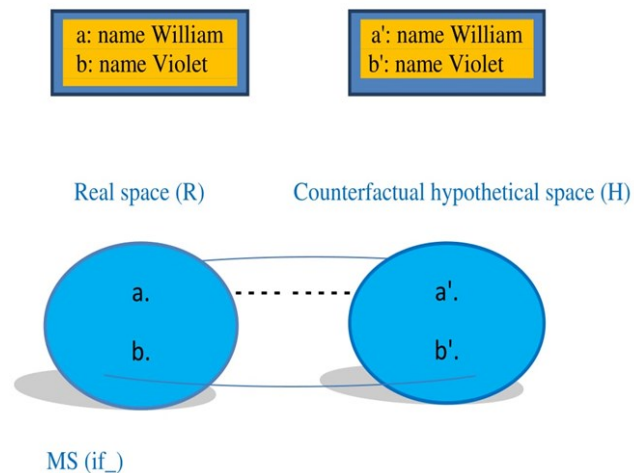 a: name William
b: name Violet
a': name William
b': name Violet
Real space (R)
Counterfactual hypothetical space (H)
a.
a'.
b.
b'.
MS (if_)